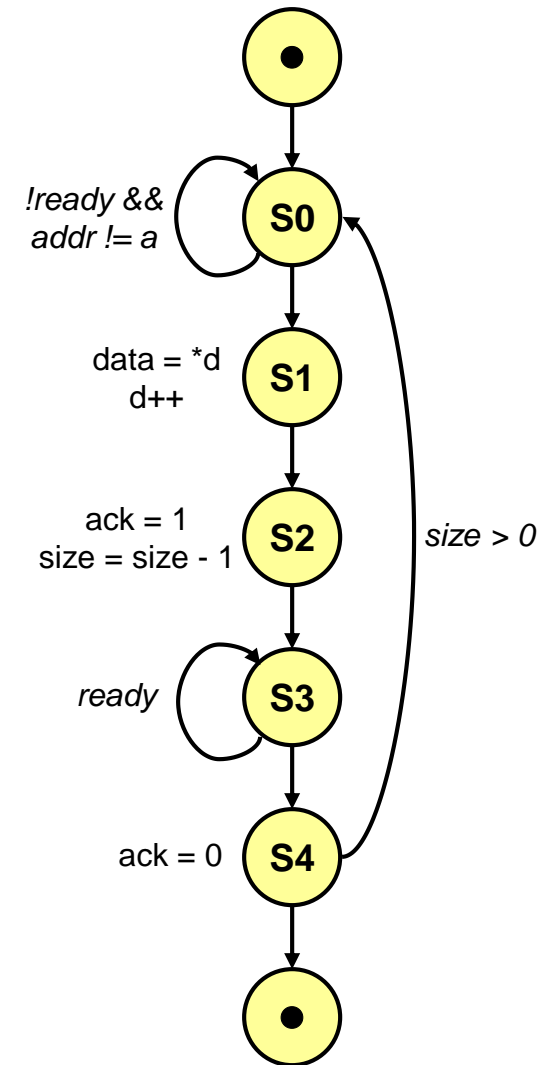 !ready &&
addr != a
S0
data = *d
d++
S1
ack = 1
size = size - 1
S2
size > 0
ready
S3
ack = 0
S4